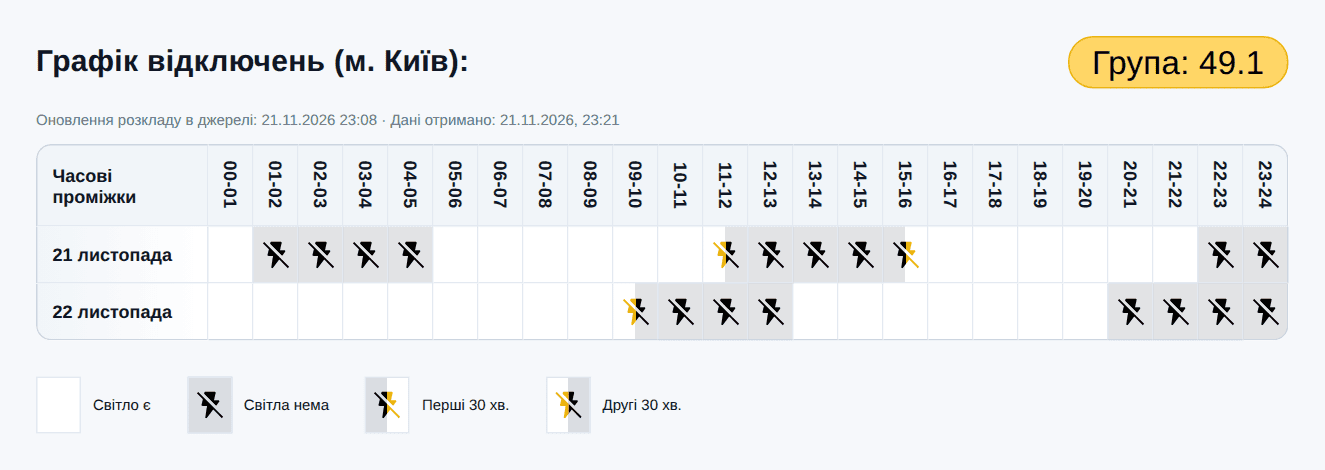 Графік відключень (м. Київ):
Група: 49.1
Оновлення розкладу в джерелі: 21.11.2026 23:08 · Дані отримано: 21.11.2026, 23:21
Часові
проміжки
00-01 01-02 02-03 03-04 04-05 05-06 06-07 07-08 08-09 09-10 10-11 11-12 12-13 13-14 14-15 15-16 16-17 17-18 18-19 19-20 20-21 21-22 22-23 23-24
21 листопада
22 листопада
Світло є Світла нема Перші 30 хв. Другі 30 хв.